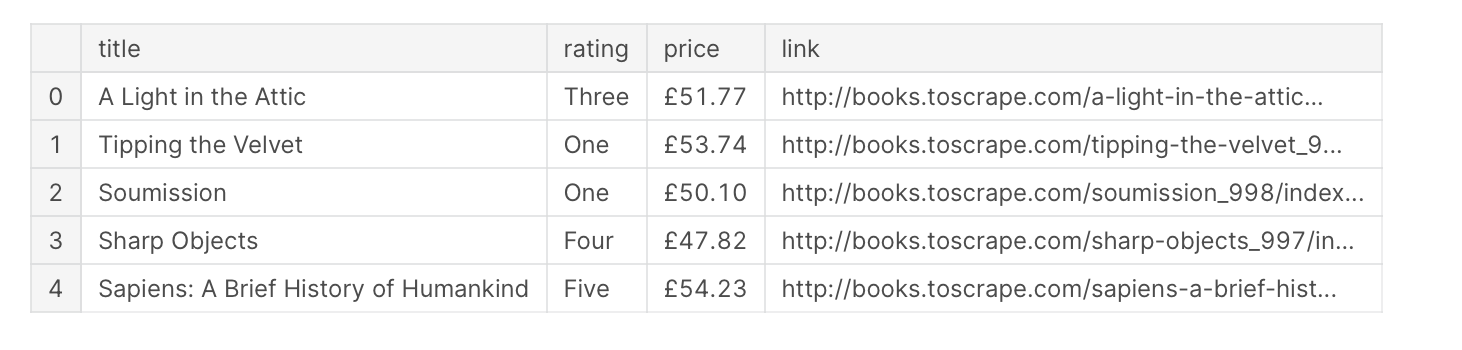 title rating price link
0 A Light in the Attic Three £51.77 http://books.toscrape.com/a-light-in-the-attic...
1 Tipping the Velvet One £53.74 http://books.toscrape.com/tipping-the-velvet_9...
2 Soumission One £50.10 http://books.toscrape.com/soumission_998/index...
3 Sharp Objects Four £47.82 http://books.toscrape.com/sharp-objects_997/in...
4 Sapiens: A Brief History of Humankind Five £54.23 http://books.toscrape.com/sapiens-a-brief-hist...